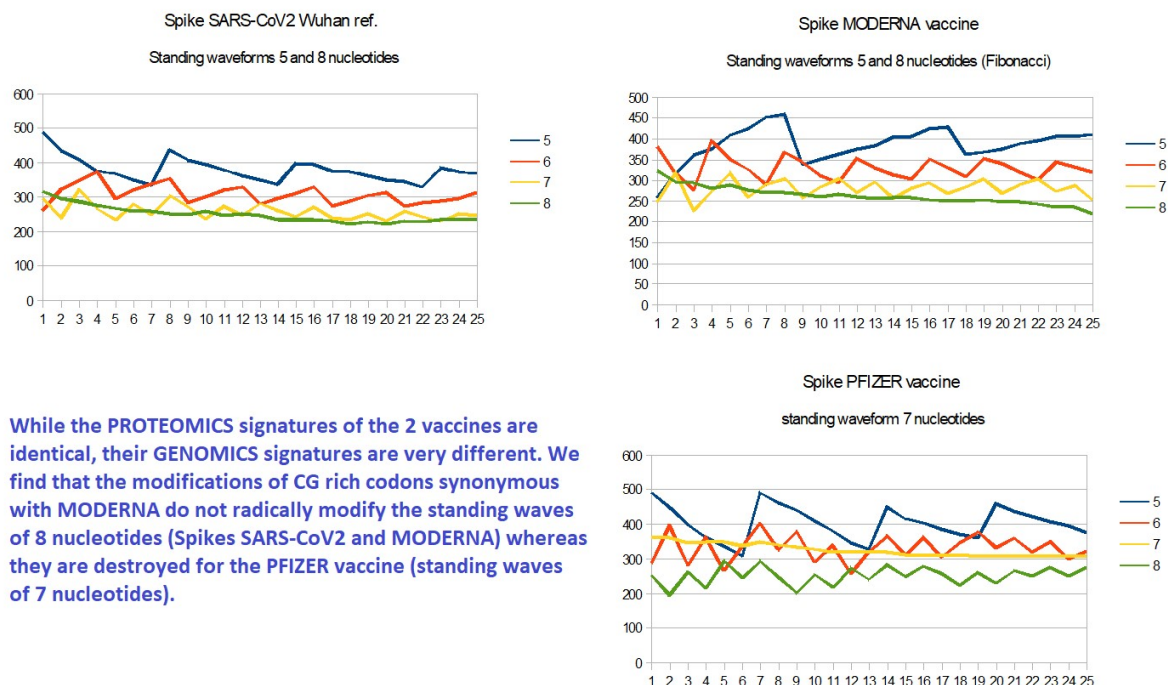 Spike SARS-CoV2 Wuhan ref.
Standing waveforms 5 and 8 nucleotides
600
500
400
300
200
100
0
1 2 3 4 5 6 7 8 9 10 11 12 13 14 15 16 17 18 19 20 21 22 23 24 25
5
6
7
8
Spike MODERNA vaccine
Standing waveforms 5 and 8 nucleotides (Fibonacci)
500
450
400
350
300
250
200
150
100
50
0
1 2 3 4 5 6 7 8 9 10 11 12 13 14 15 16 17 18 19 20 21 22 23 24 25
5
6
7
8
While the PROTEOMICS signatures of the 2 vaccines are
identical, their GENOMICS signatures are very different. We
find that the modifications of CG rich codons synonymous
with MODERNA do not radically modify the standing waves
of 8 nucleotides (Spikes SARS-CoV2 and MODERNA) whereas
they are destroyed for the PFIZER vaccine (standing waves
of 7 nucleotides).
Spike PFIZER vaccine
standing waveform 7 nucleotides
600
500
400
300
200
100
0
1 2 3 4 5 6 7 8 9 10 11 12 13 14 15 16 17 18 19 20 21 22 23 24 25
5
6
7
8